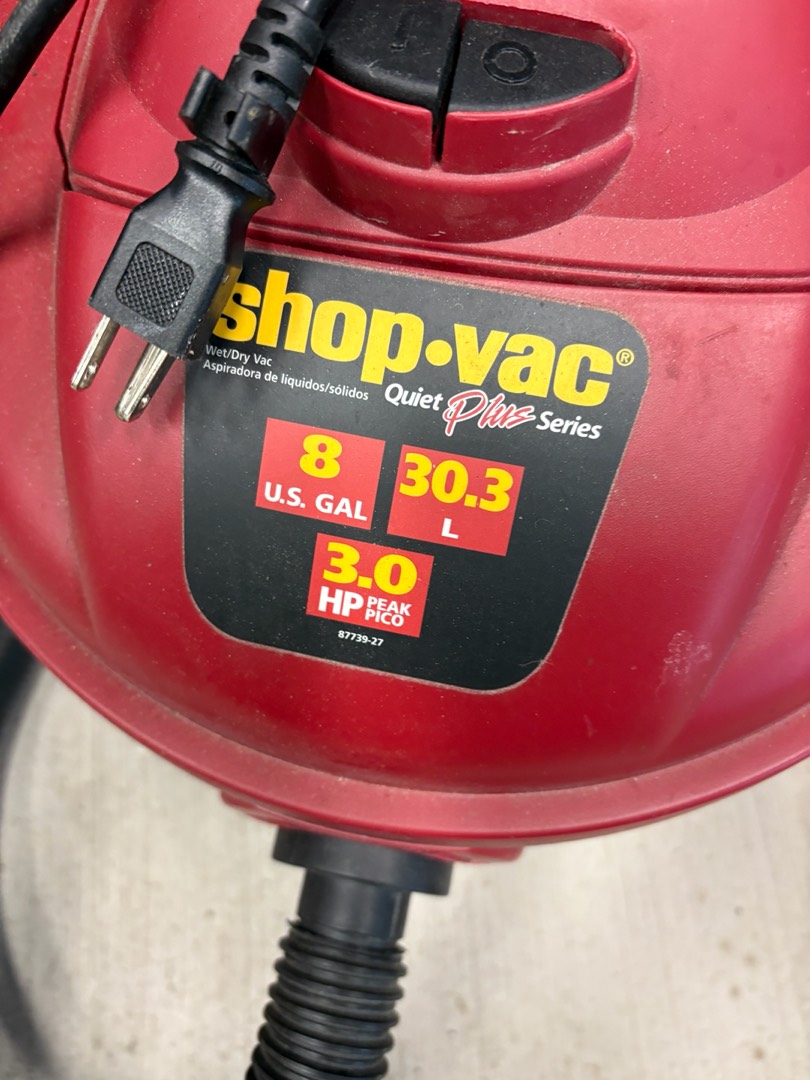 shop·vac®
Wet/Dry Vac
Aspiradora de líquidos/sólidos
Quiet Plus Series
8
U.S. GAL
30.3
L
3.0
HP PEAK
PICO
87739-27